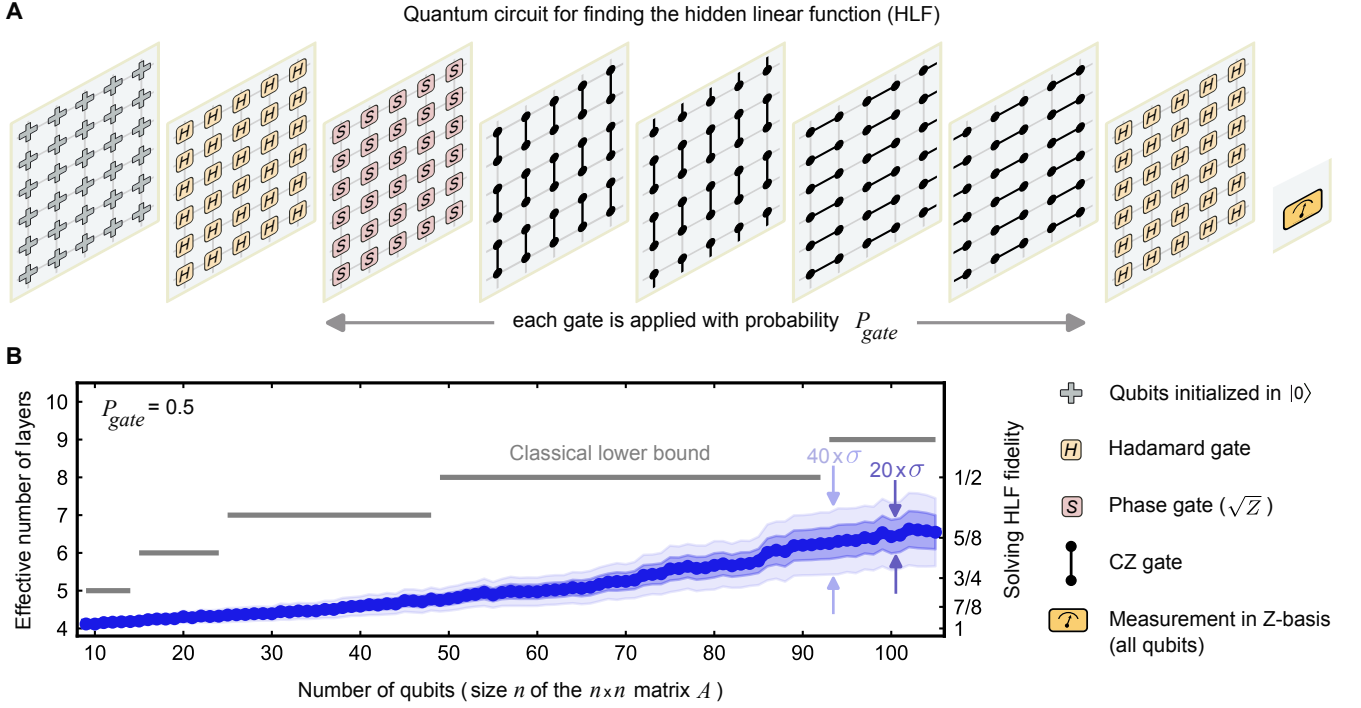 A
Quantum circuit for finding the hidden linear function (HLF)
H H H H H
H H H H H
H H H H H
H H H H H
H H H H H
H H H H H
S S S S S
S S S S S
S S S S S
S S S S S
S S S S S
S S S S S
H H H H H
H H H H H
H H H H H
H H H H H
H H H H H
H H H H H
each gate is applied with probability P_gate
B
Effective number of layers
10
9
8
7
6
5
4
P_gate = 0.5
Classical lower bound
40×σ
20×σ
1/2
5/8
3/4
7/8
1
Solving HLF fidelity
10 20 30 40 50 60 70 80 90 100
Number of qubits ( size n of the n×n matrix A )
Qubits initialized in |0⟩
H Hadamard gate
S Phase gate ( √Z )
CZ gate
Measurement in Z-basis
(all qubits)